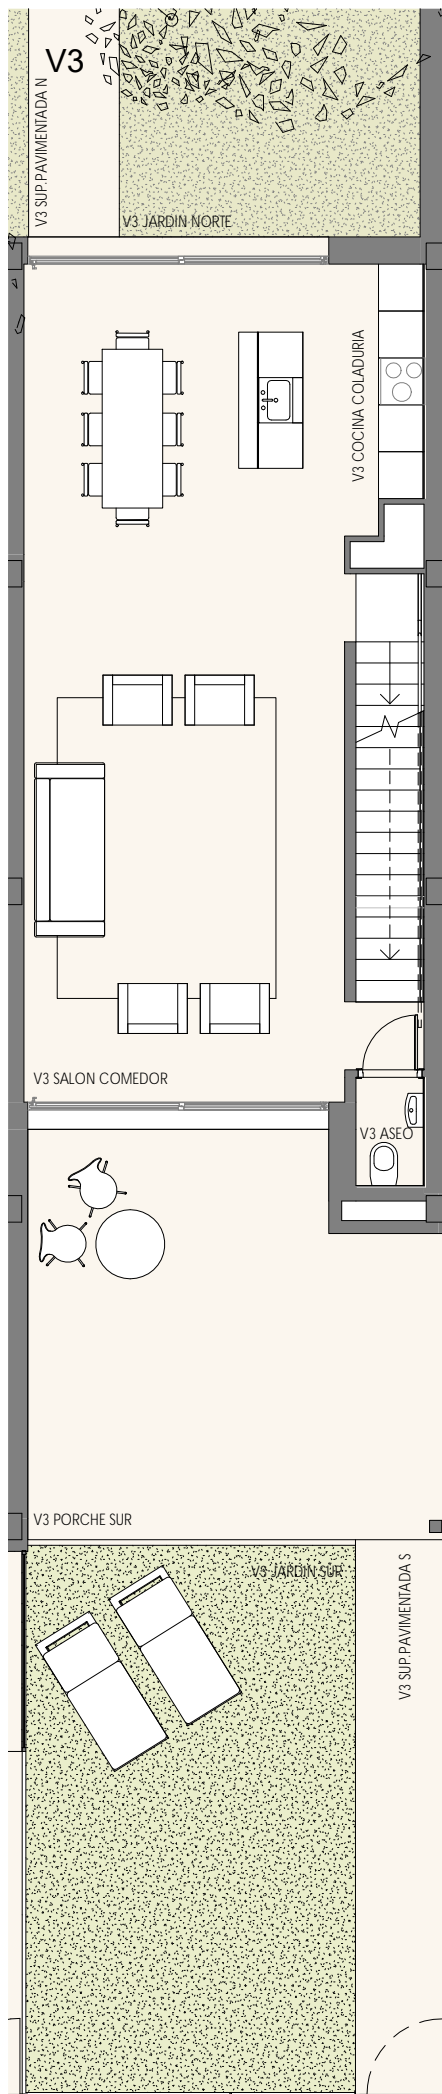 V3
V3 SUP.PAVIMENTADA N
V3 JARDIN NORTE
V3 COCINA COLADURIA
V3 SALON COMEDOR
V3 ASEO
V3 PORCHE SUR
V3 JARDIN SUR
V3 SUP.PAVIMENTADA S